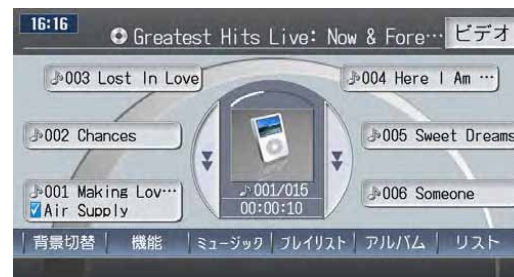 16:16
Greatest Hits Live: Now & Fore…
ビデオ
♪003 Lost In Love
♪004 Here I Am …
♪002 Chances
♪005 Sweet Dreams
♪001 Making Lov…
Air Supply
♪001/015
00:00:10
♪006 Someone
背景切替 機能 ミュージック プレイリスト アルバム リスト